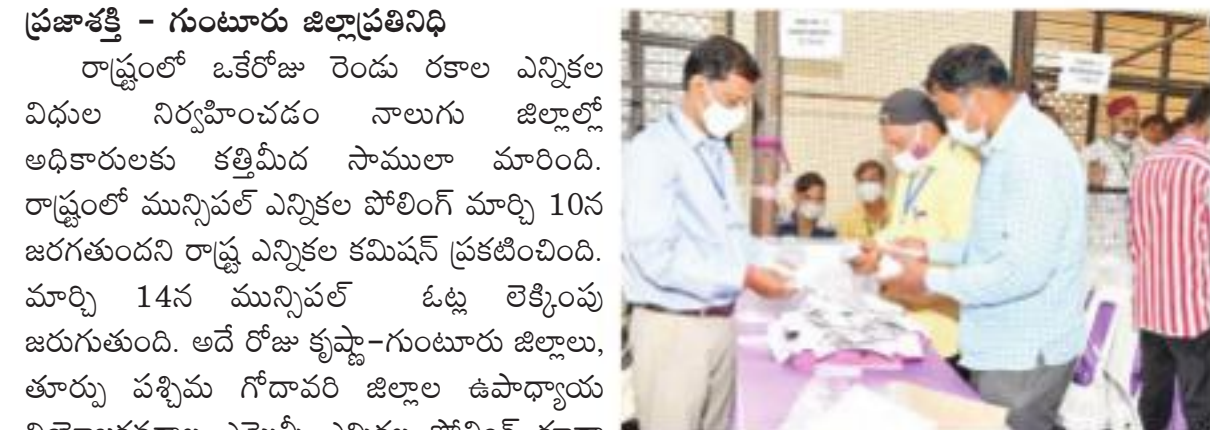 ప్రజాశక్తి - గుంటూరు జిల్లాప్రతినిధి
రాష్ట్రంలో ఒకేరోజు రెండు రకాల ఎన్నికల
విధుల నిర్వహించడం నాలుగు జిల్లాల్లో
అధికారులకు కత్తిమీద సాములా మారింది.
రాష్ట్రంలో మున్సిపల్ ఎన్నికల పోలింగ్ మార్చి 10న
జరగతుందని రాష్ట్ర ఎన్నికల కమిషన్ ప్రకటించింది.
మార్చి 14న మున్సిపల్ ఓట్ల లెక్కింపు
జరుగుతుంది. అదే రోజు కృష్ణా-గుంటూరు జిల్లాలు,
తూర్పు పశ్చిమ గోదావరి జిల్లాల ఉపాధ్యాయ